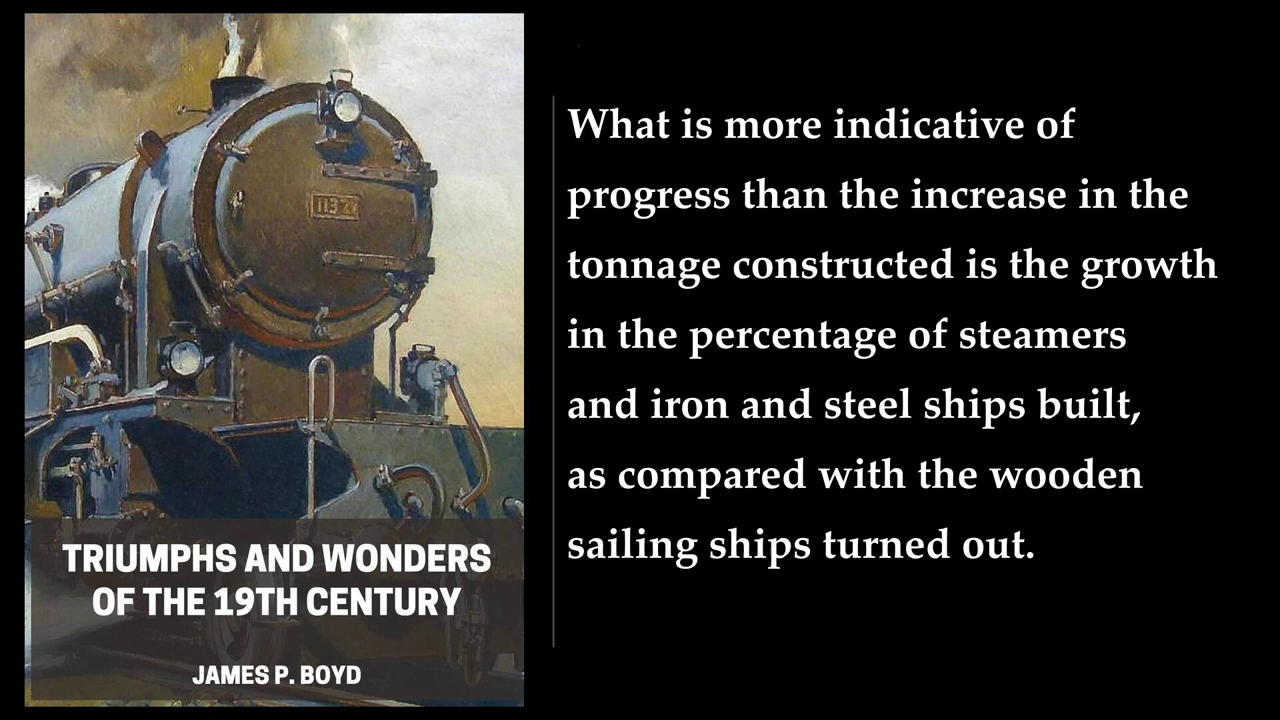 What is more indicative of
progress than the increase in the
tonnage constructed is the growth
in the percentage of steamers
and iron and steel ships built,
as compared with the wooden
sailing ships turned out.
TRIUMPHS AND WONDERS
OF THE 19TH CENTURY
JAMES P. BOYD